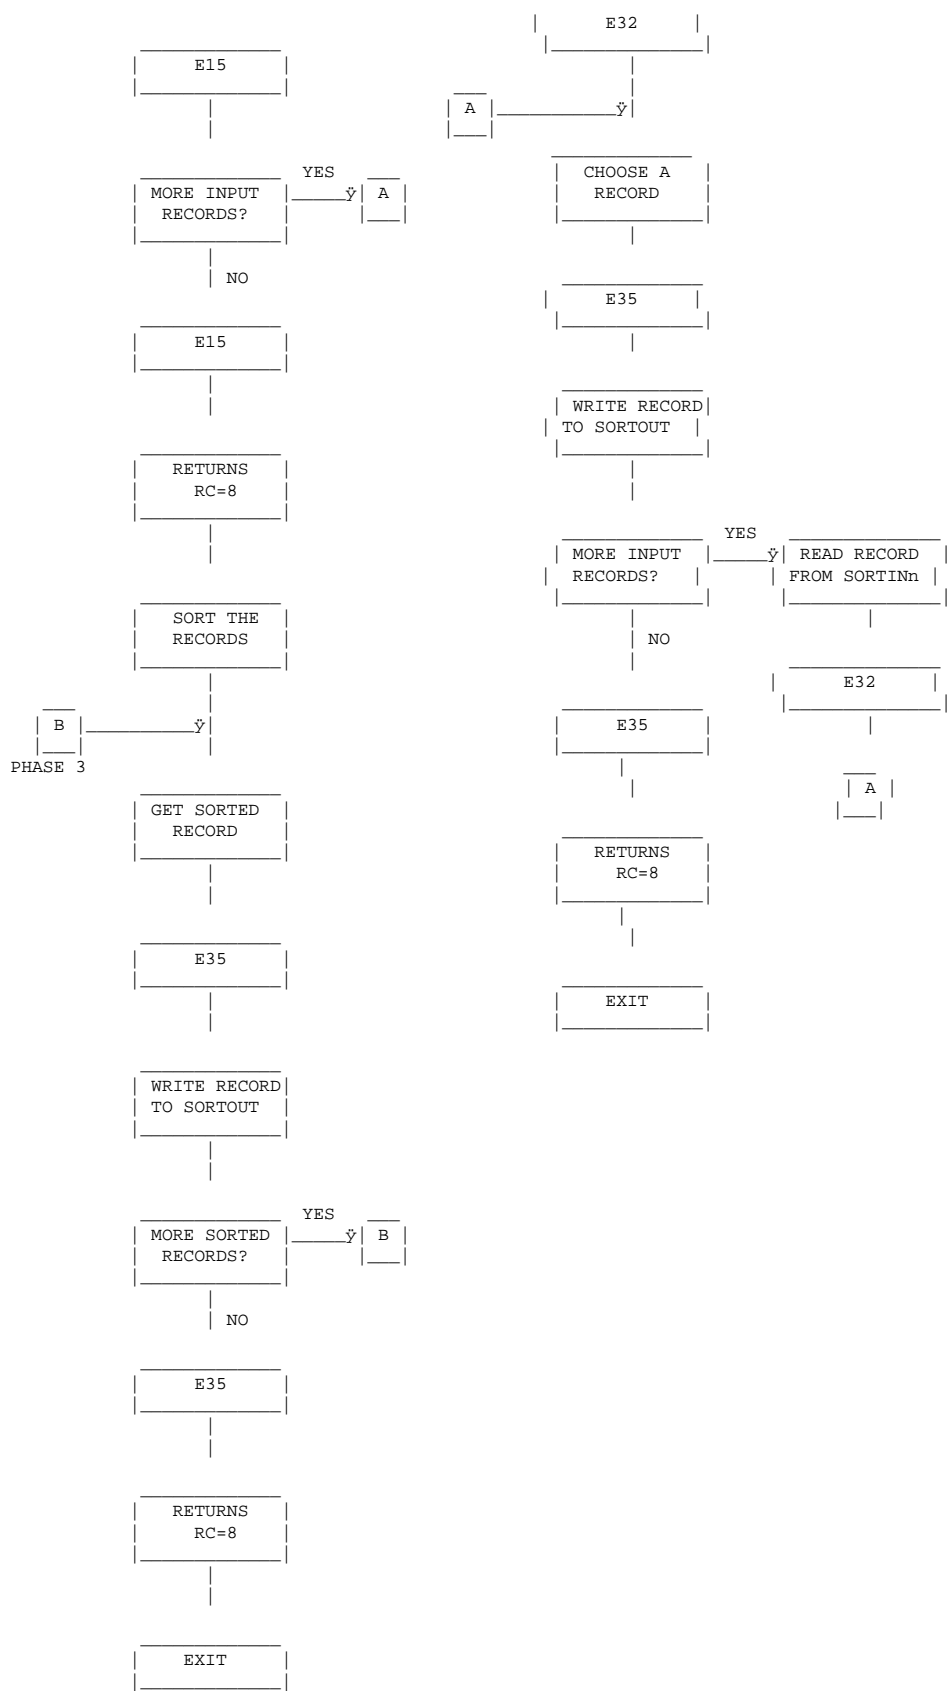 E15
MORE INPUT
RECORDS?
YES
A
NO
E15
RETURNS
RC=8
SORT THE
RECORDS
B
ÿ
PHASE 3
GET SORTED
RECORD
E35
WRITE RECORD
TO SORTOUT
MORE SORTED
RECORDS?
YES
ÿ
B
NO
E35
RETURNS
RC=8
EXIT
E32
A
ÿ
CHOOSE A
RECORD
E35
WRITE RECORD
TO SORTOUT
MORE INPUT
RECORDS?
YES
ÿ
READ RECORD
FROM SORTINn
E32
A
NO
E35
RETURNS
RC=8
EXIT